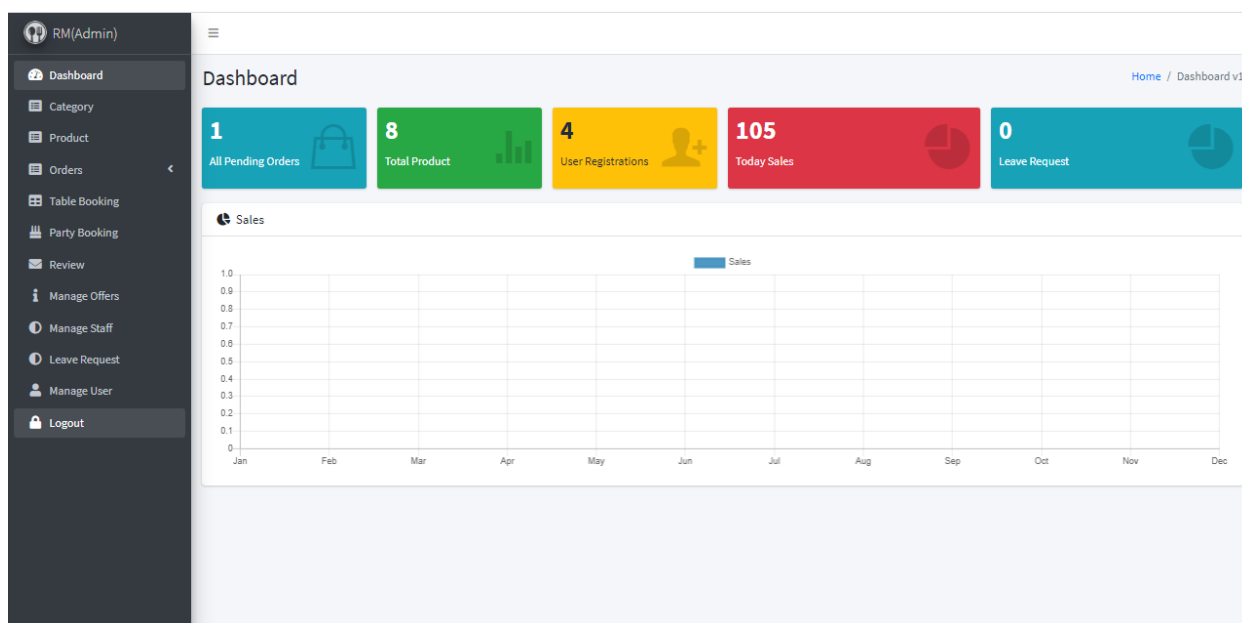 RM(Admin)
Dashboard
Category
Product
Orders
Table Booking
Party Booking
Review
Manage Offers
Manage Staff
Leave Request
Manage User
Logout
Dashboard
Home / Dashboard v1
1
All Pending Orders
8
Total Product
4
User Registrations
105
Today Sales
0
Leave Request
Sales
Sales
1.0
0.9
0.8
0.7
0.6
0.5
0.4
0.3
0.2
0.1
0
Jan Feb Mar Apr May Jun Jul Aug Sep Oct Nov Dec